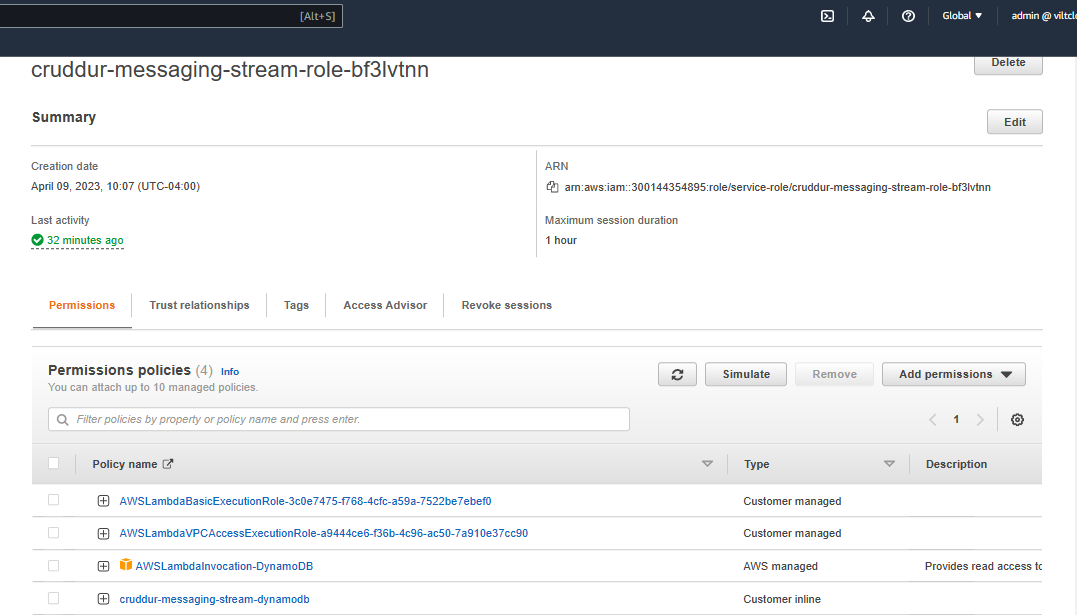 [Alt+S]
Global
admin @ viltclo
cruddur-messaging-stream-role-bf3lvtnn
Delete
Summary
Edit
Creation date
April 09, 2023, 10:07 (UTC-04:00)
ARN
arn:aws:iam::300144354895:role/service-role/cruddur-messaging-stream-role-bf3lvtnn
Last activity
32 minutes ago
Maximum session duration
1 hour
Permissions
Trust relationships
Tags
Access Advisor
Revoke sessions
Permissions policies (4) Info
You can attach up to 10 managed policies.
Simulate
Remove
Add permissions
Filter policies by property or policy name and press enter.
1
Policy name
Type
Description
AWSLambdaBasicExecutionRole-3c0e7475-f768-4cfc-a59a-7522be7ebef0
Customer managed
AWSLambdaVPCAccessExecutionRole-a9444ce6-f36b-4c96-ac50-7a910e37cc90
Customer managed
AWSLambdaInvocation-DynamoDB
AWS managed
Provides read access to
cruddur-messaging-stream-dynamodb
Customer inline